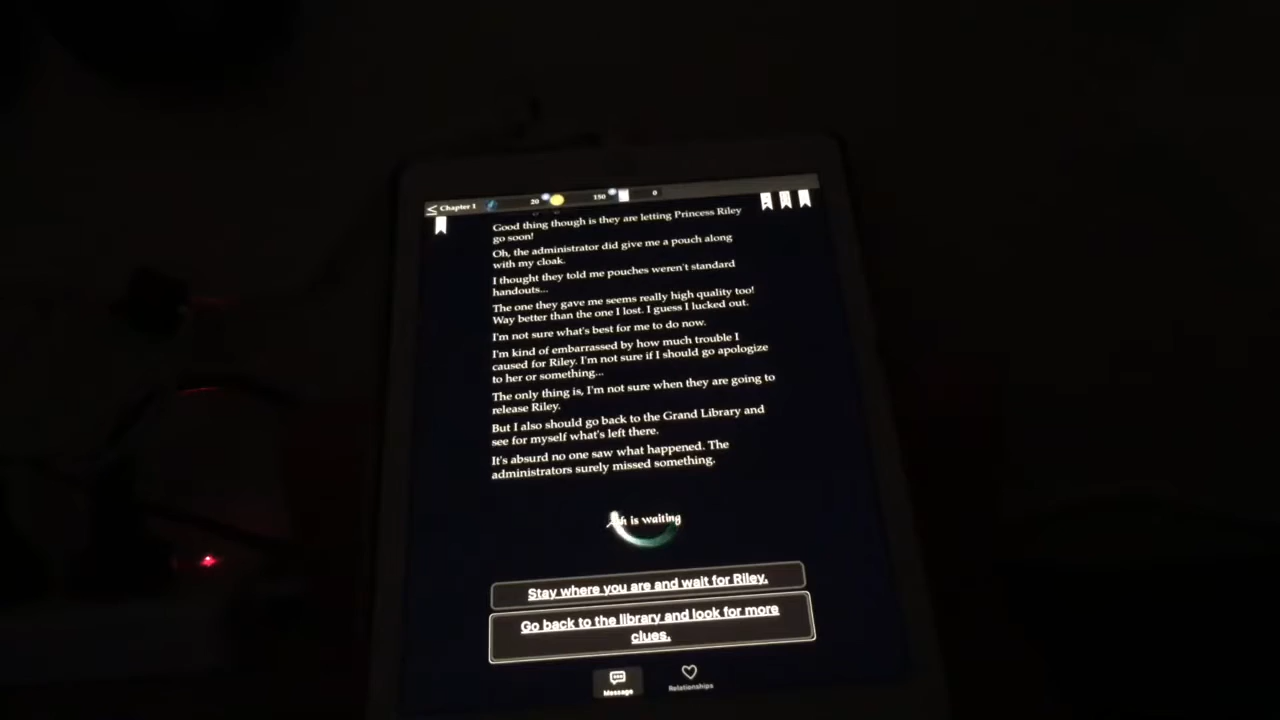 Chapter 1
20
150
0
Good thing though is they are letting Princess Riley
go soon!
Oh, the administrator did give me a pouch along
with my cloak.
I thought they told me pouches weren't standard
handouts...
The one they gave me seems really high quality too!
Way better than the one I lost. I guess I lucked out.
I'm not sure what's best for me to do now.
I'm kind of embarrassed by how much trouble I
caused for Riley. I'm not sure if I should go apologize
to her or something...
The only thing is, I'm not sure when they are going to
release Riley.
But I also should go back to the Grand Library and
see for myself what's left there.
It's absurd no one saw what happened. The
administrators surely missed something.
is waiting
Stay where you are and wait for Riley.
Go back to the library and look for more
clues.
Message
Relationships